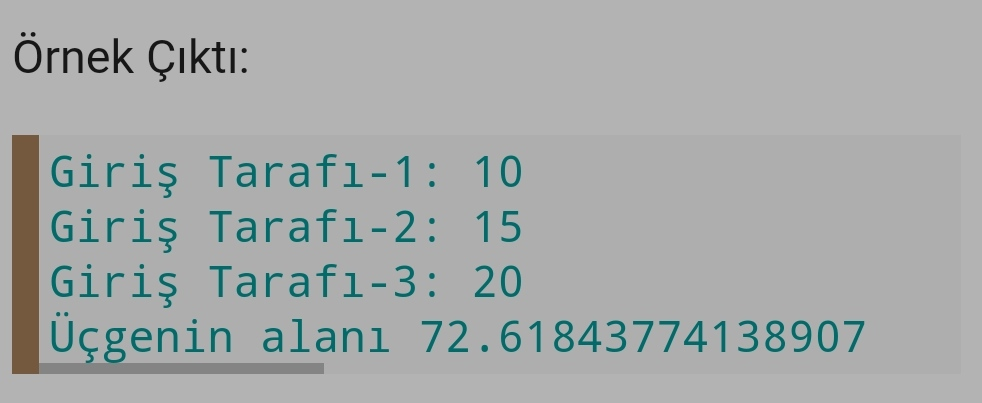 Örnek Çıktı:
Giriş Tarafı-1: 10
Giriş Tarafı-2: 15
Giriş Tarafı-3: 20
Üçgenin alanı 72.61843774138907